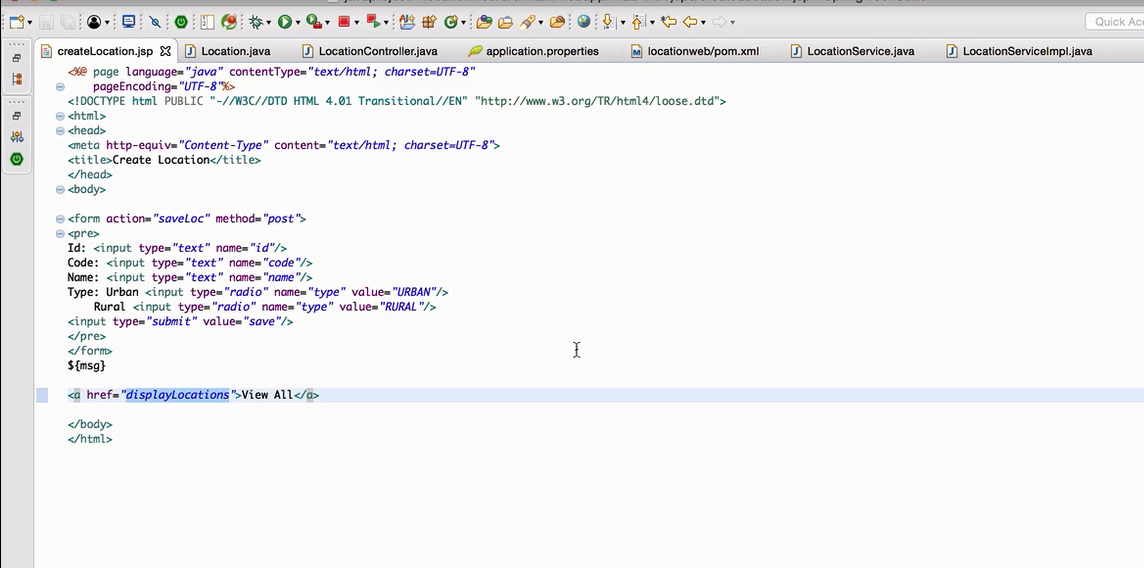 Quick Ac
createLocation.jsp
Location.java
LocationController.java
application.properties
locationweb/pom.xml
LocationService.java
LocationServiceImpl.java
<%@ page language="java" contentType="text/html; charset=UTF-8"
    pageEncoding="UTF-8"%>
<!DOCTYPE html PUBLIC "-//W3C//DTD HTML 4.01 Transitional//EN" "http://www.w3.org/TR/html4/loose.dtd">
<html>
<head>
<meta http-equiv="Content-Type" content="text/html; charset=UTF-8">
<title>Create Location</title>
</head>
<body>
<form action="saveLoc" method="post">
<pre>
Id: <input type="text" name="id"/>
Code: <input type="text" name="code"/>
Name: <input type="text" name="name"/>
Type: Urban <input type="radio" name="type" value="URBAN"/>
    Rural <input type="radio" name="type" value="RURAL"/>
<input type="submit" value="save"/>
</pre>
</form>
${msg}
<a href="displayLocations">View All</a>
</body>
</html>